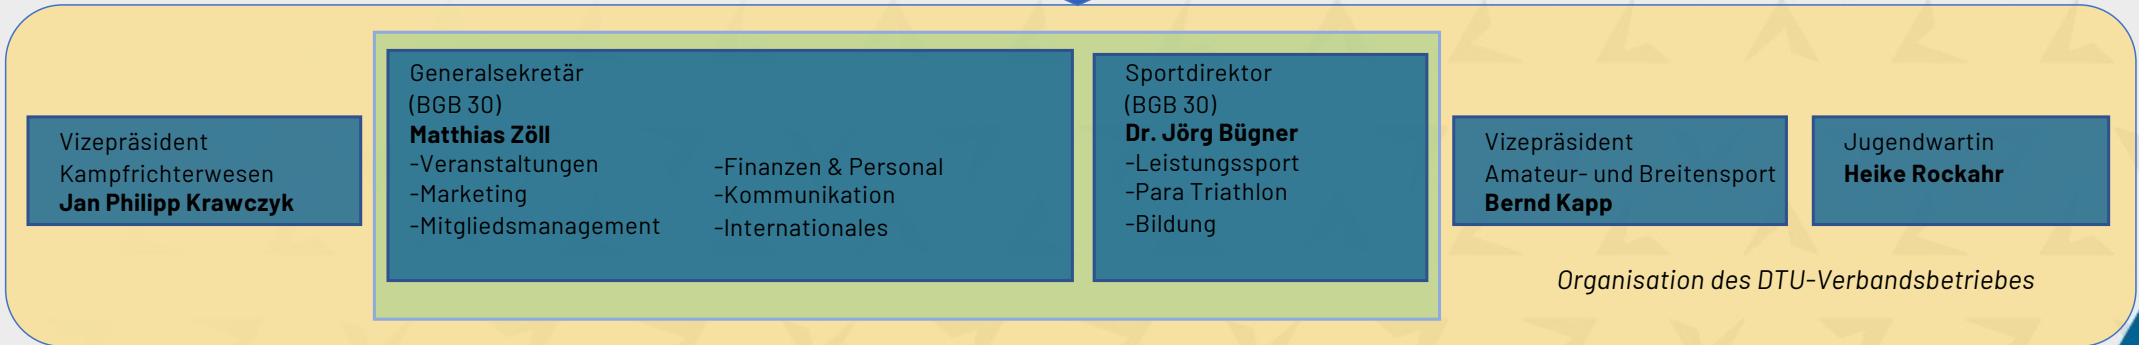 Vizepräsident
Kampfrichterwesen
Jan Philipp Krawczyk
Generalsekretär
(BGB 30)
Matthias Zöll
-Veranstaltungen
-Marketing
-Mitgliedsmanagement
-Finanzen & Personal
-Kommunikation
-Internationales
Sportdirektor
(BGB 30)
Dr. Jörg Bügner
-Leistungssport
-Para Triathlon
-Bildung
Vizepräsident
Amateur- und Breitensport
Bernd Kapp
Jugendwartin
Heike Rockahr
Organisation des DTU-Verbandsbetriebes